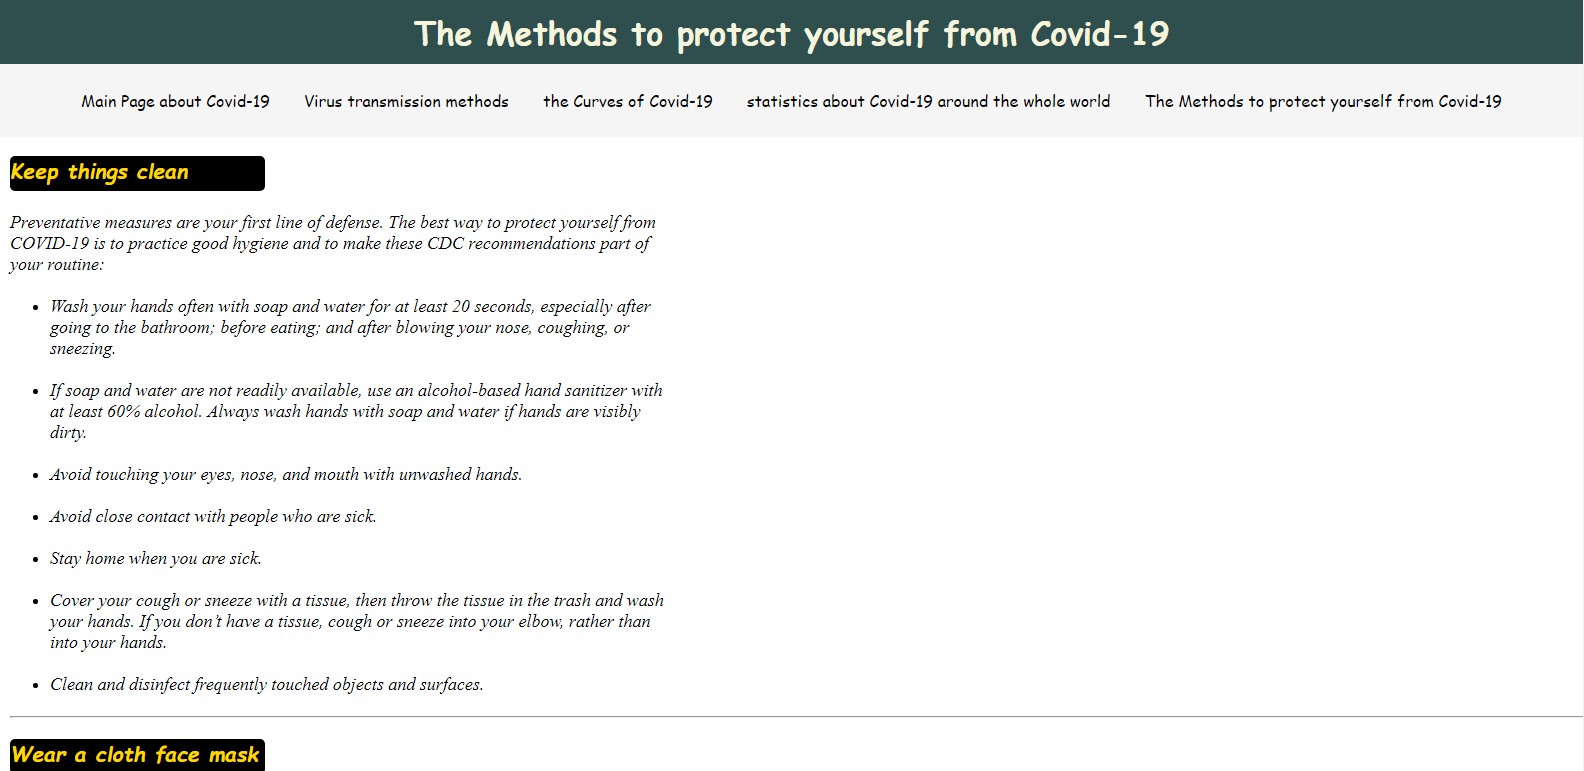 The Methods to protect yourself from Covid-19
Main Page about Covid-19 Virus transmission methods the Curves of Covid-19 statistics about Covid-19 around the whole world The Methods to protect yourself from Covid-19
Keep things clean
Preventative measures are your first line of defense. The best way to protect yourself from
COVID-19 is to practice good hygiene and to make these CDC recommendations part of
your routine:
• Wash your hands often with soap and water for at least 20 seconds, especially after
going to the bathroom; before eating; and after blowing your nose, coughing, or
sneezing.
• If soap and water are not readily available, use an alcohol-based hand sanitizer with
at least 60% alcohol. Always wash hands with soap and water if hands are visibly
dirty.
• Avoid touching your eyes, nose, and mouth with unwashed hands.
• Avoid close contact with people who are sick.
• Stay home when you are sick.
• Cover your cough or sneeze with a tissue, then throw the tissue in the trash and wash
your hands. If you don’t have a tissue, cough or sneeze into your elbow, rather than
into your hands.
• Clean and disinfect frequently touched objects and surfaces.
Wear a cloth face mask